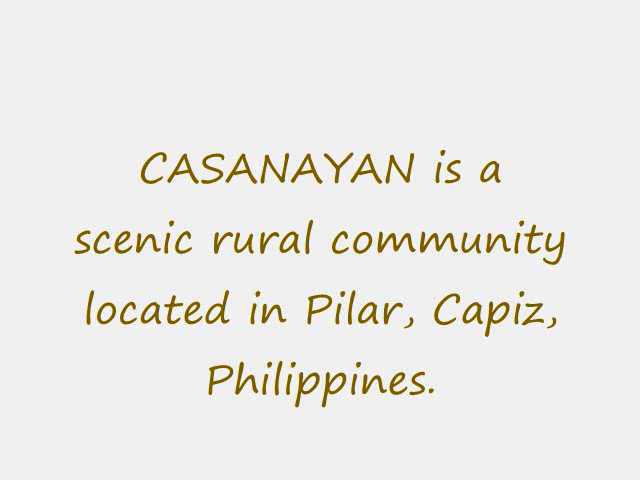 CASANAYAN is a
scenic rural community
located in Pilar, Capiz,
Philippines.